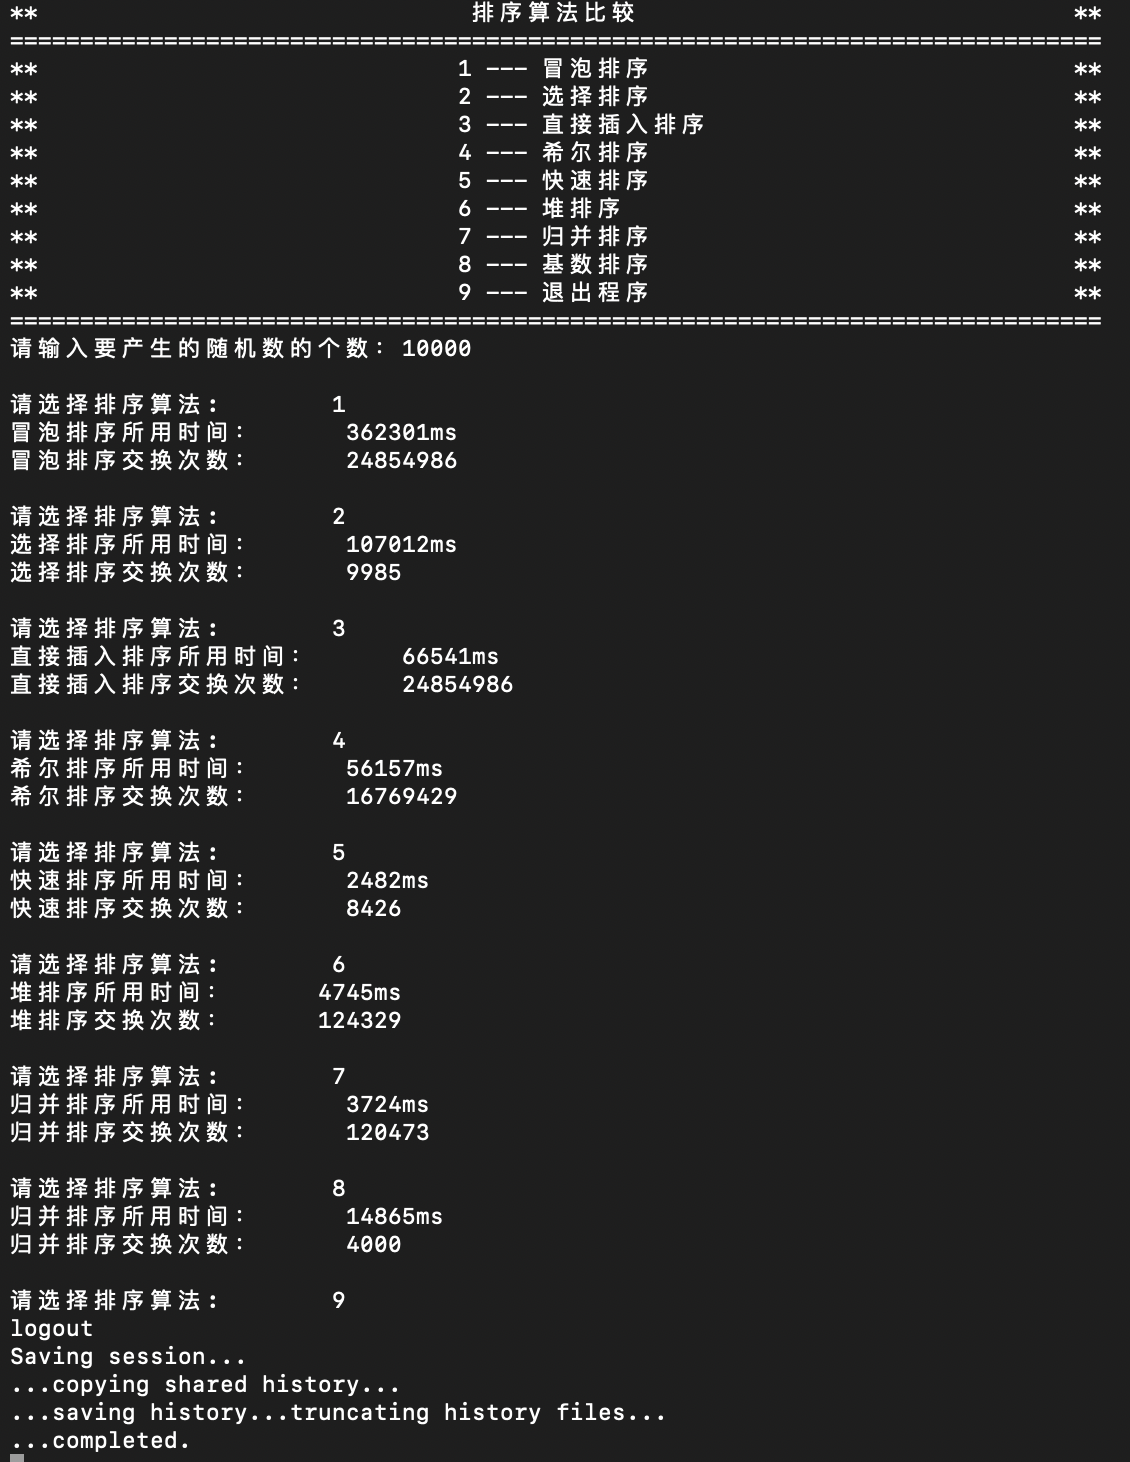 ** 排序算法比较 **
==============================================================================
** 1 --- 冒泡排序 **
** 2 --- 选择排序 **
** 3 --- 直接插入排序 **
** 4 --- 希尔排序 **
** 5 --- 快速排序 **
** 6 --- 堆排序 **
** 7 --- 归并排序 **
** 8 --- 基数排序 **
** 9 --- 退出程序 **
==============================================================================
请输入要产生的随机数的个数：10000
请选择排序算法： 1
冒泡排序所用时间： 362301ms
冒泡排序交换次数： 24854986
请选择排序算法： 2
选择排序所用时间： 107012ms
选择排序交换次数： 9985
请选择排序算法： 3
直接插入排序所用时间： 66541ms
直接插入排序交换次数： 24854986
请选择排序算法： 4
希尔排序所用时间： 56157ms
希尔排序交换次数： 16769429
请选择排序算法： 5
快速排序所用时间： 2482ms
快速排序交换次数： 8426
请选择排序算法： 6
堆排序所用时间： 4745ms
堆排序交换次数： 124329
请选择排序算法： 7
归并排序所用时间： 3724ms
归并排序交换次数： 120473
请选择排序算法： 8
归并排序所用时间： 14865ms
归并排序交换次数： 4000
请选择排序算法： 9
logout
Saving session...
...copying shared history...
...saving history...truncating history files...
...completed.